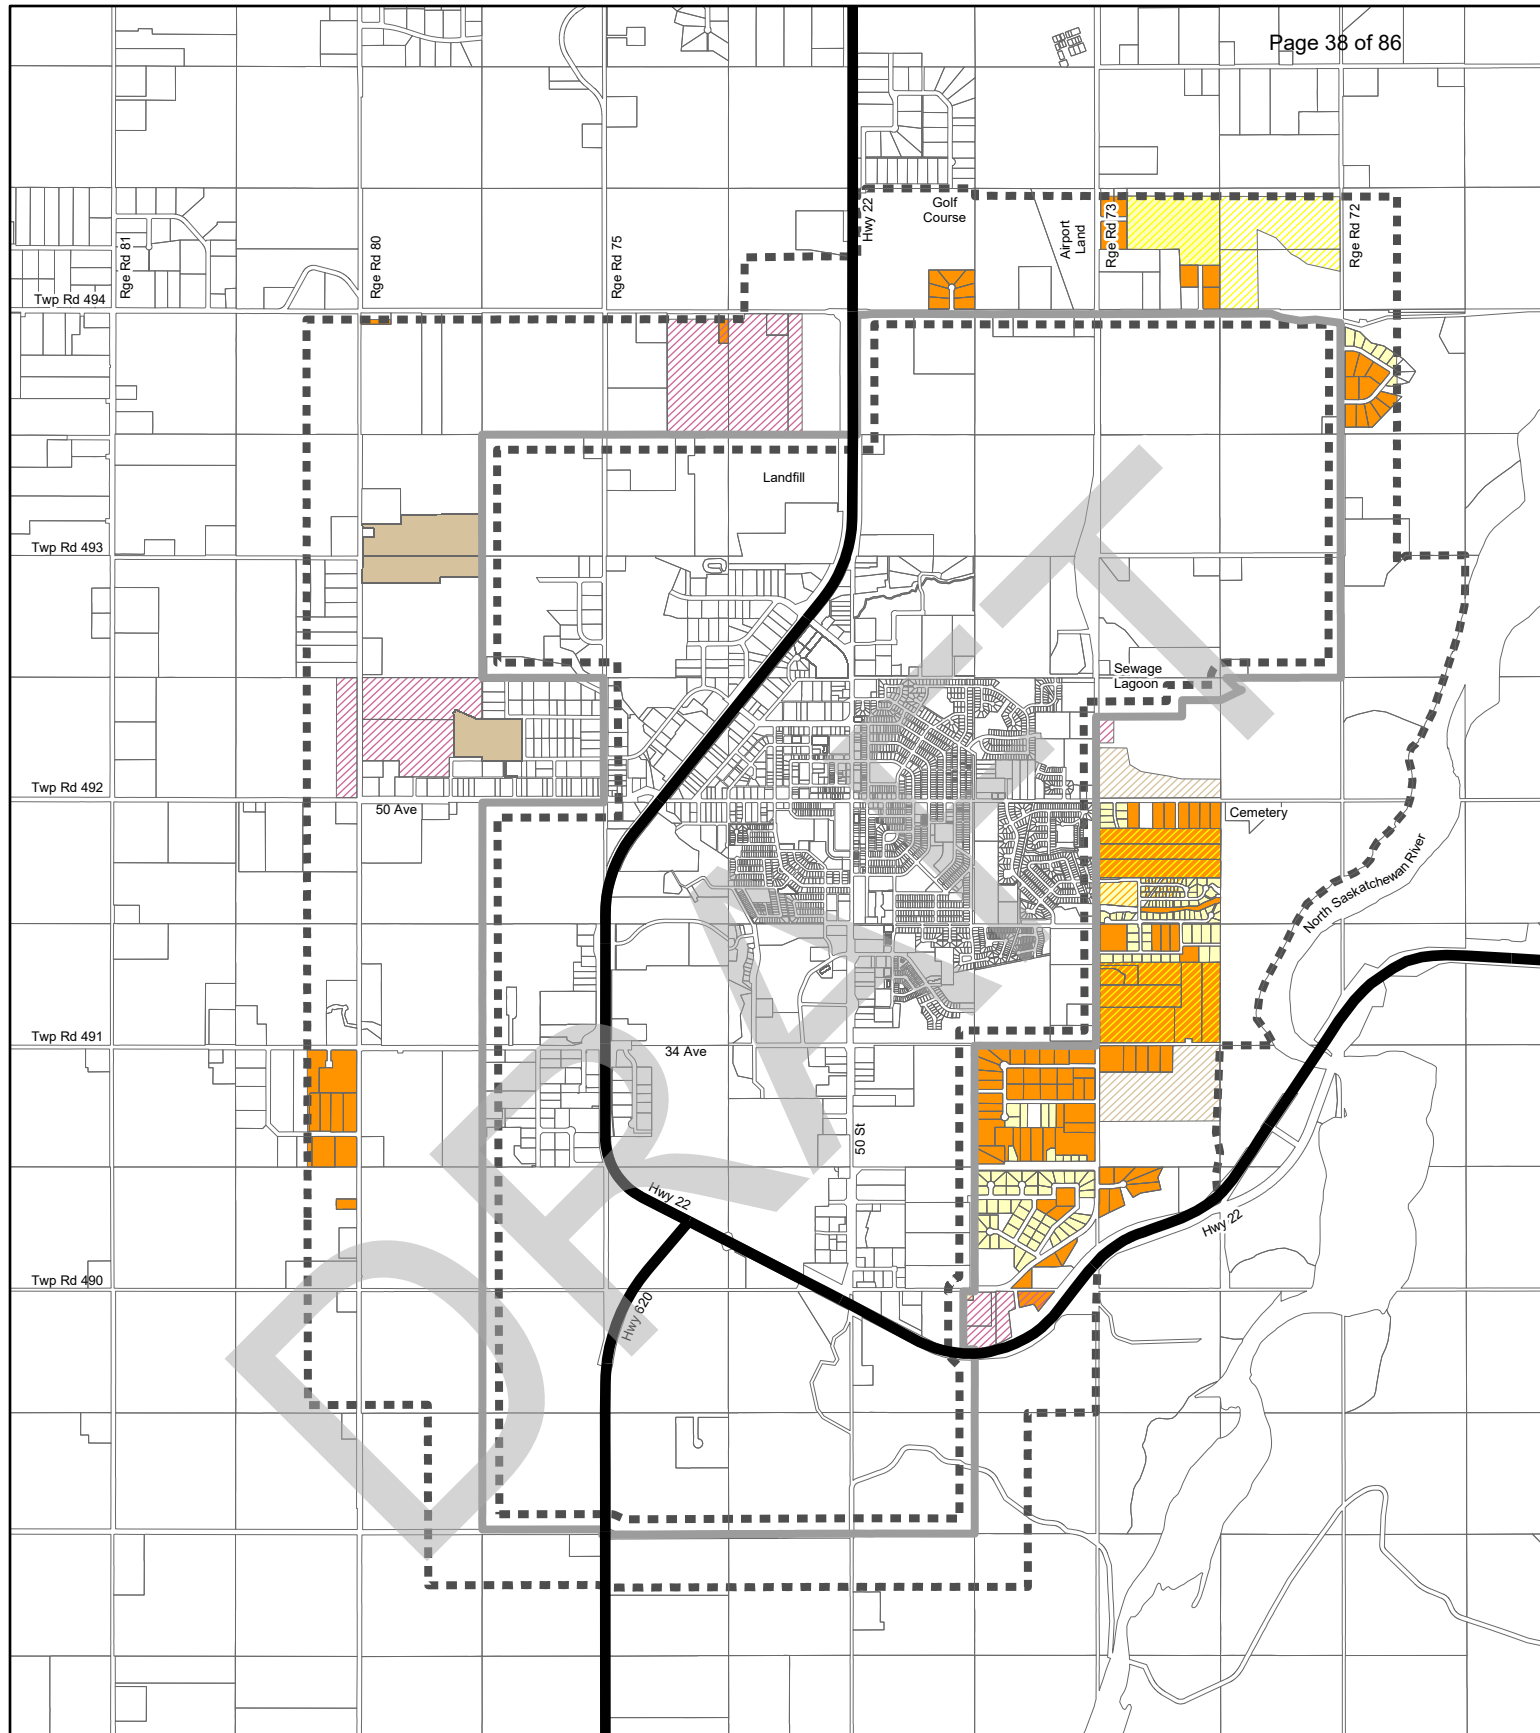 Page 38 of 86
Hwy 22
Golf
Course
Airport
Land
Rge Rd 73
Rge Rd 72
Rge Rd 81
Rge Rd 80
Rge Rd 75
Twp Rd 494
Landfill
Twp Rd 493
Sewage
Lagoon
Twp Rd 492
50 Ave
Cemetery
North Saskatchewan River
Twp Rd 491
34 Ave
50 St
Hwy 22
Hwy 22
Twp Rd 490
Hwy 620
DRAFT